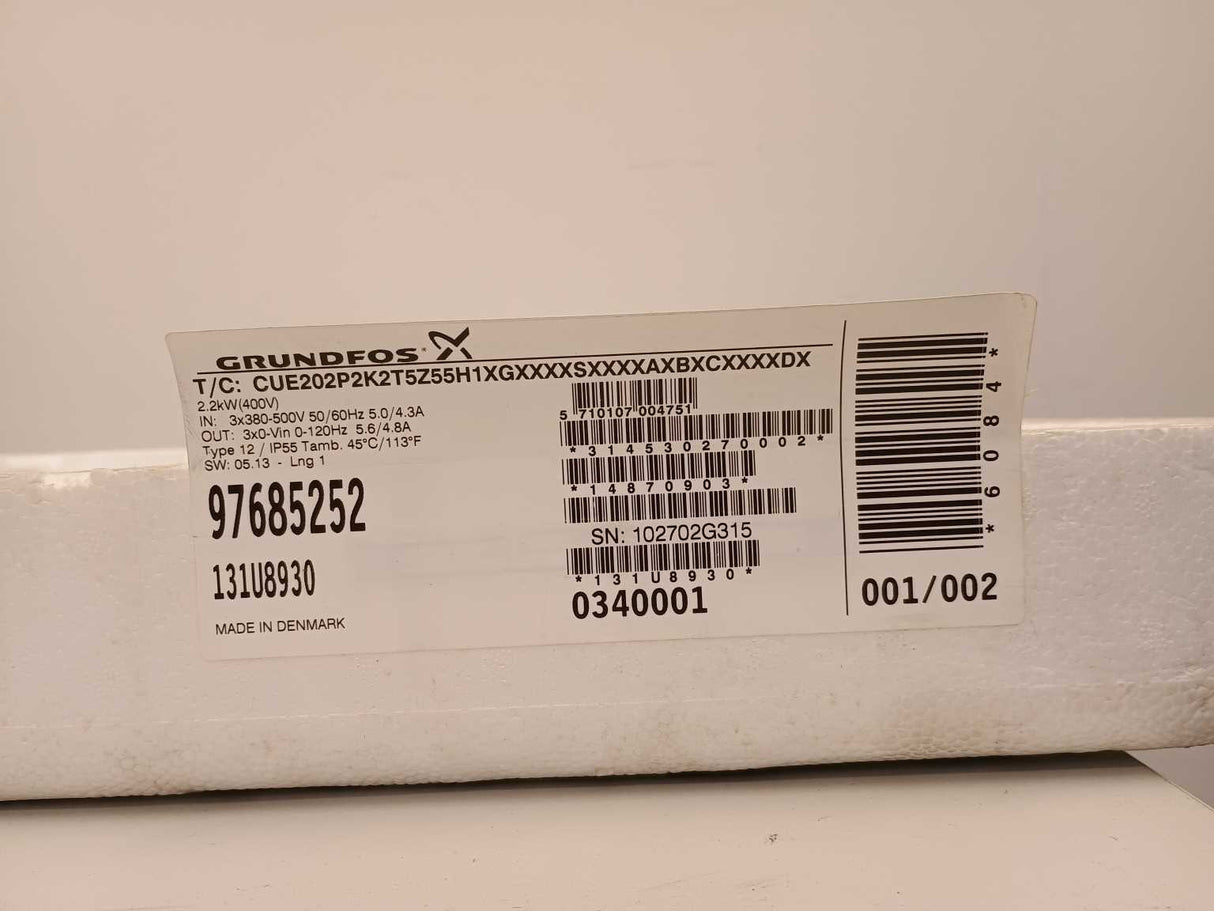 GRUNDFOS
T/C: CUE202P2K2T5Z55H1XGXXXXSXXXXAXBXCXXXXDX
2.2kW(400V)
IN: 3x380-500V 50/60Hz 5.0/4.3A
OUT: 3x0-Vin 0-120Hz 5.6/4.8A
Type 12 / IP55 Tamb. 45°C/113°F
SW: 05.13 - Lng 1
97685252
131U8930
MADE IN DENMARK
5 710107 004751
*314530270002*
*14870903*
SN: 102702G315
*131U8930*
0340001
*6084*
001/002